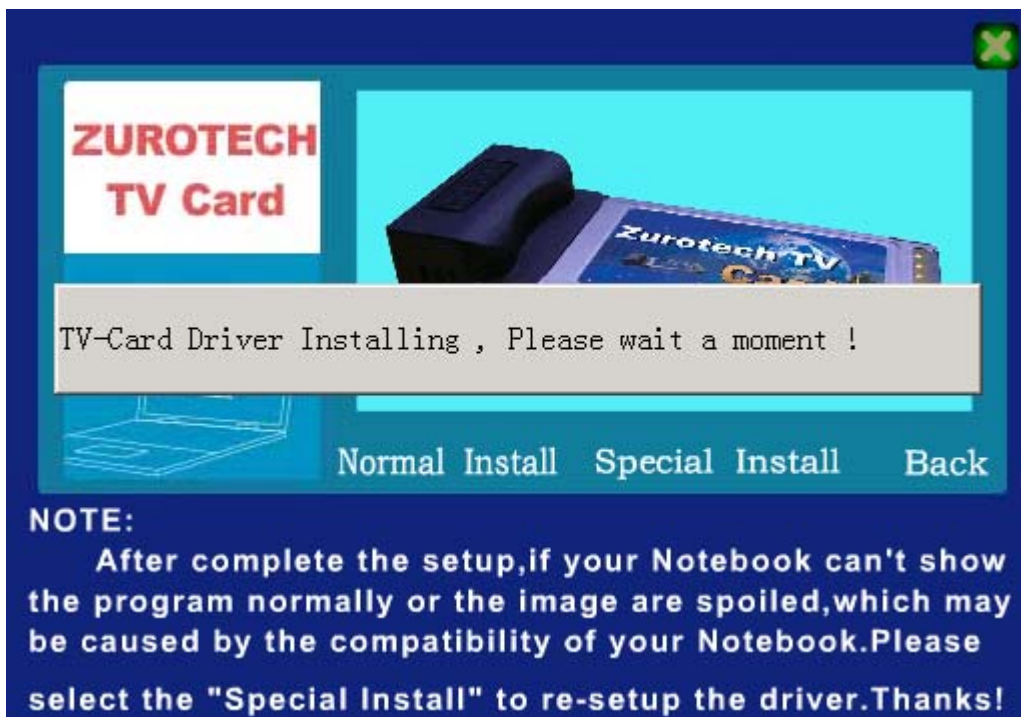 ZUROTECH
TV Card
Zurotech TV
TV-Card Driver Installing , Please wait a moment !
Normal Install Special Install Back
NOTE:
After complete the setup,if your Notebook can't show
the program normally or the image are spoiled,which may
be caused by the compatibility of your Notebook.Please
select the "Special Install" to re-setup the driver.Thanks!